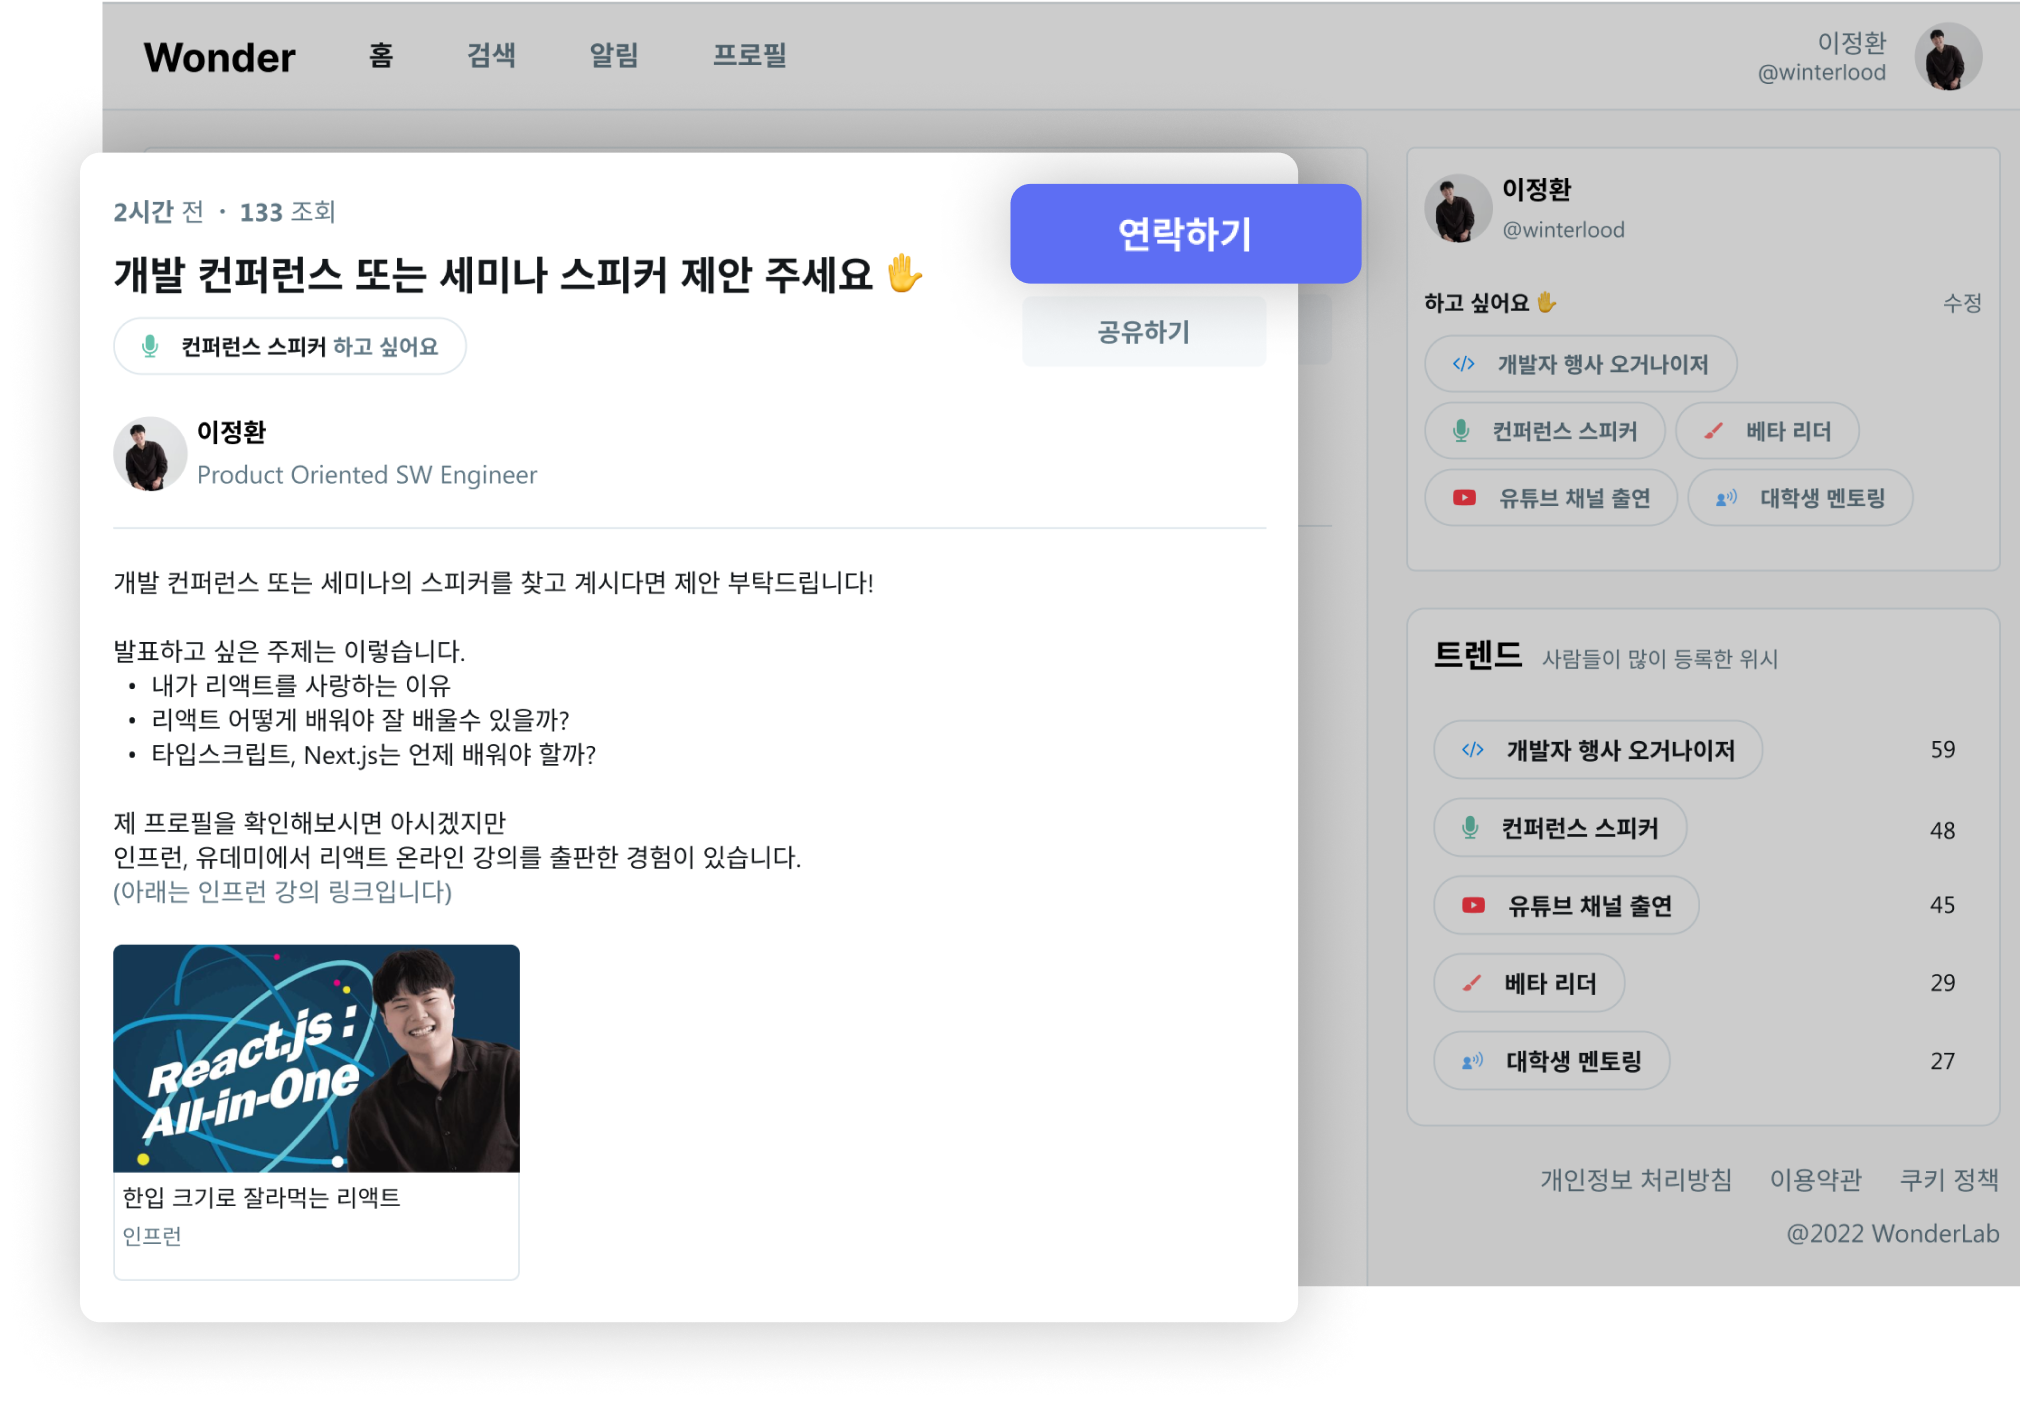 Wonder 홈 검색 알림 프로필
이정환
@winterlood
2시간 전 · 133 조회
개발 컨퍼런스 또는 세미나 스피커 제안 주세요 ✋
컨퍼런스 스피커 하고 싶어요
연락하기
공유하기
이정환
Product Oriented SW Engineer
개발 컨퍼런스 또는 세미나의 스피커를 찾고 계시다면 제안 부탁드립니다!
발표하고 싶은 주제는 이렇습니다.
• 내가 리액트를 사랑하는 이유
• 리액트 어떻게 배워야 잘 배울수 있을까?
• 타입스크립트, Next.js는 언제 배워야 할까?
제 프로필을 확인해보시면 아시겠지만
인프런, 유데미에서 리액트 온라인 강의를 출판한 경험이 있습니다.
(아래는 인프런 강의 링크입니다)
React.js :
All-in-One
한입 크기로 잘라먹는 리액트
인프런
이정환
@winterlood
하고 싶어요 ✋ 수정
개발자 행사 오거나이저
컨퍼런스 스피커 베타 리더
유튜브 채널 출연 대학생 멘토링
트렌드 사람들이 많이 등록한 위시
개발자 행사 오거나이저 59
컨퍼런스 스피커 48
유튜브 채널 출연 45
베타 리더 29
대학생 멘토링 27
개인정보 처리방침 이용약관 쿠키 정책
@2022 WonderLab